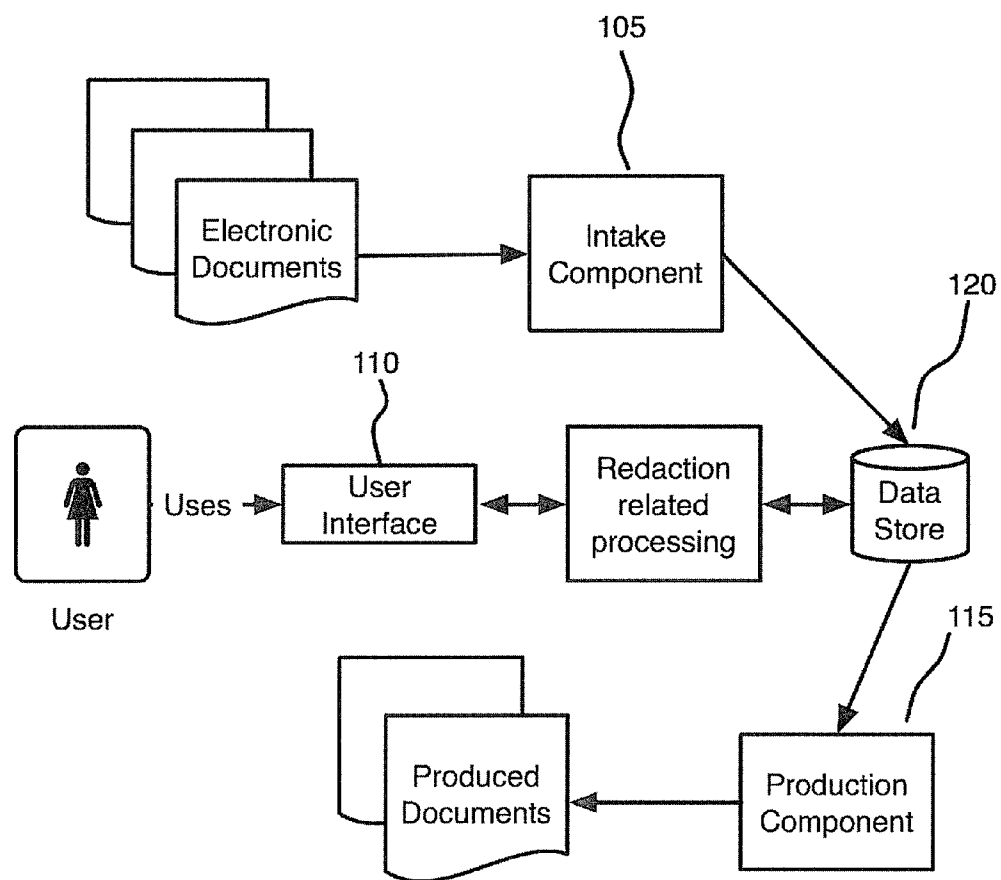 105
Electronic
Documents
Intake
Component
120
110
Uses
User
Interface
Redaction
related
processing
Data
Store
User
115
Produced
Documents
Production
Component